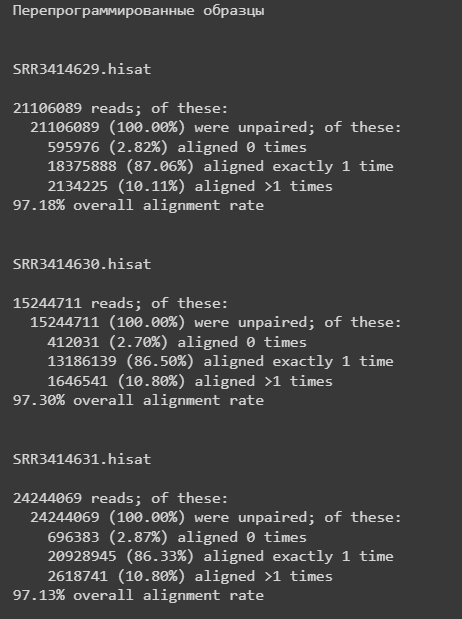 Перепрограммированные образцы
SRR3414629.hisat
21106089 reads; of these:
21106089 (100.00%) were unpaired; of these:
595976 (2.82%) aligned 0 times
18375888 (87.06%) aligned exactly 1 time
2134225 (10.11%) aligned >1 times
97.18% overall alignment rate
SRR3414630.hisat
15244711 reads; of these:
15244711 (100.00%) were unpaired; of these:
412031 (2.70%) aligned 0 times
13186139 (86.50%) aligned exactly 1 time
1646541 (10.80%) aligned >1 times
97.30% overall alignment rate
SRR3414631.hisat
24244069 reads; of these:
24244069 (100.00%) were unpaired; of these:
696383 (2.87%) aligned 0 times
20928945 (86.33%) aligned exactly 1 time
2618741 (10.80%) aligned >1 times
97.13% overall alignment rate